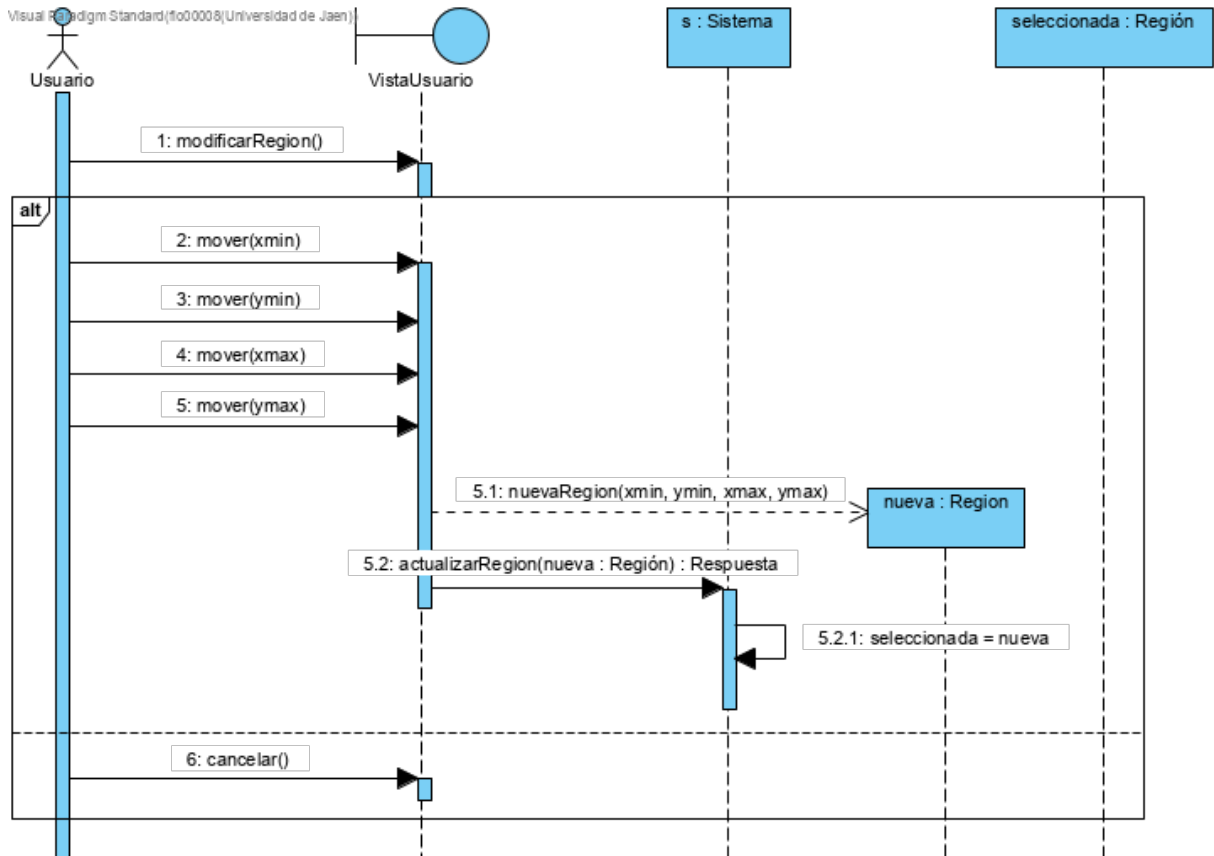 Visual Paradigm Standard(flo00008(Universidad de Jaen))
Usuario
VistaUsuario
s : Sistema
seleccionada : Región
1: modificarRegion()
alt
2: mover(xmin)
3: mover(ymin)
4: mover(xmax)
5: mover(ymax)
5.1: nuevaRegion(xmin, ymin, xmax, ymax)
nueva : Region
5.2: actualizarRegion(nueva : Región) : Respuesta
5.2.1: seleccionada = nueva
6: cancelar()